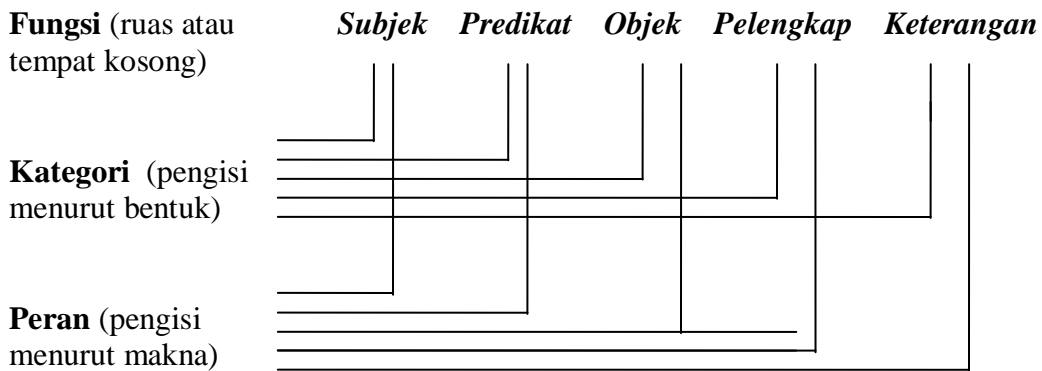 Fungsi (ruas atau Subjek Predikat Objek Pelengkap Keterangan
tempat kosong)
Kategori (pengisi
menurut bentuk)
Peran (pengisi
menurut makna)